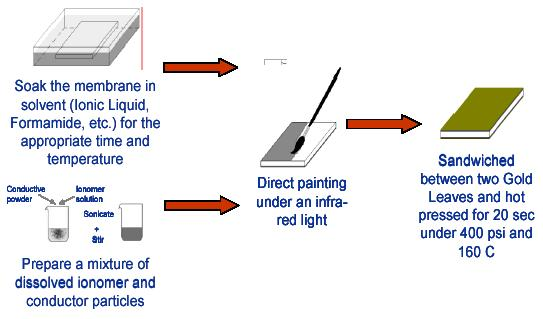 Soak the membrane in
solvent (Ionic Liquid,
Formamide, etc.) for the
appropriate time and
temperature
Conductive
powder
Ionomer
solution
Sonicate
+
Stir
Prepare a mixture of
dissolved ionomer and
conductor particles
Direct painting
under an infra-
red light
Sandwiched
between two Gold
Leaves and hot
pressed for 20 sec
under 400 psi and
160 C